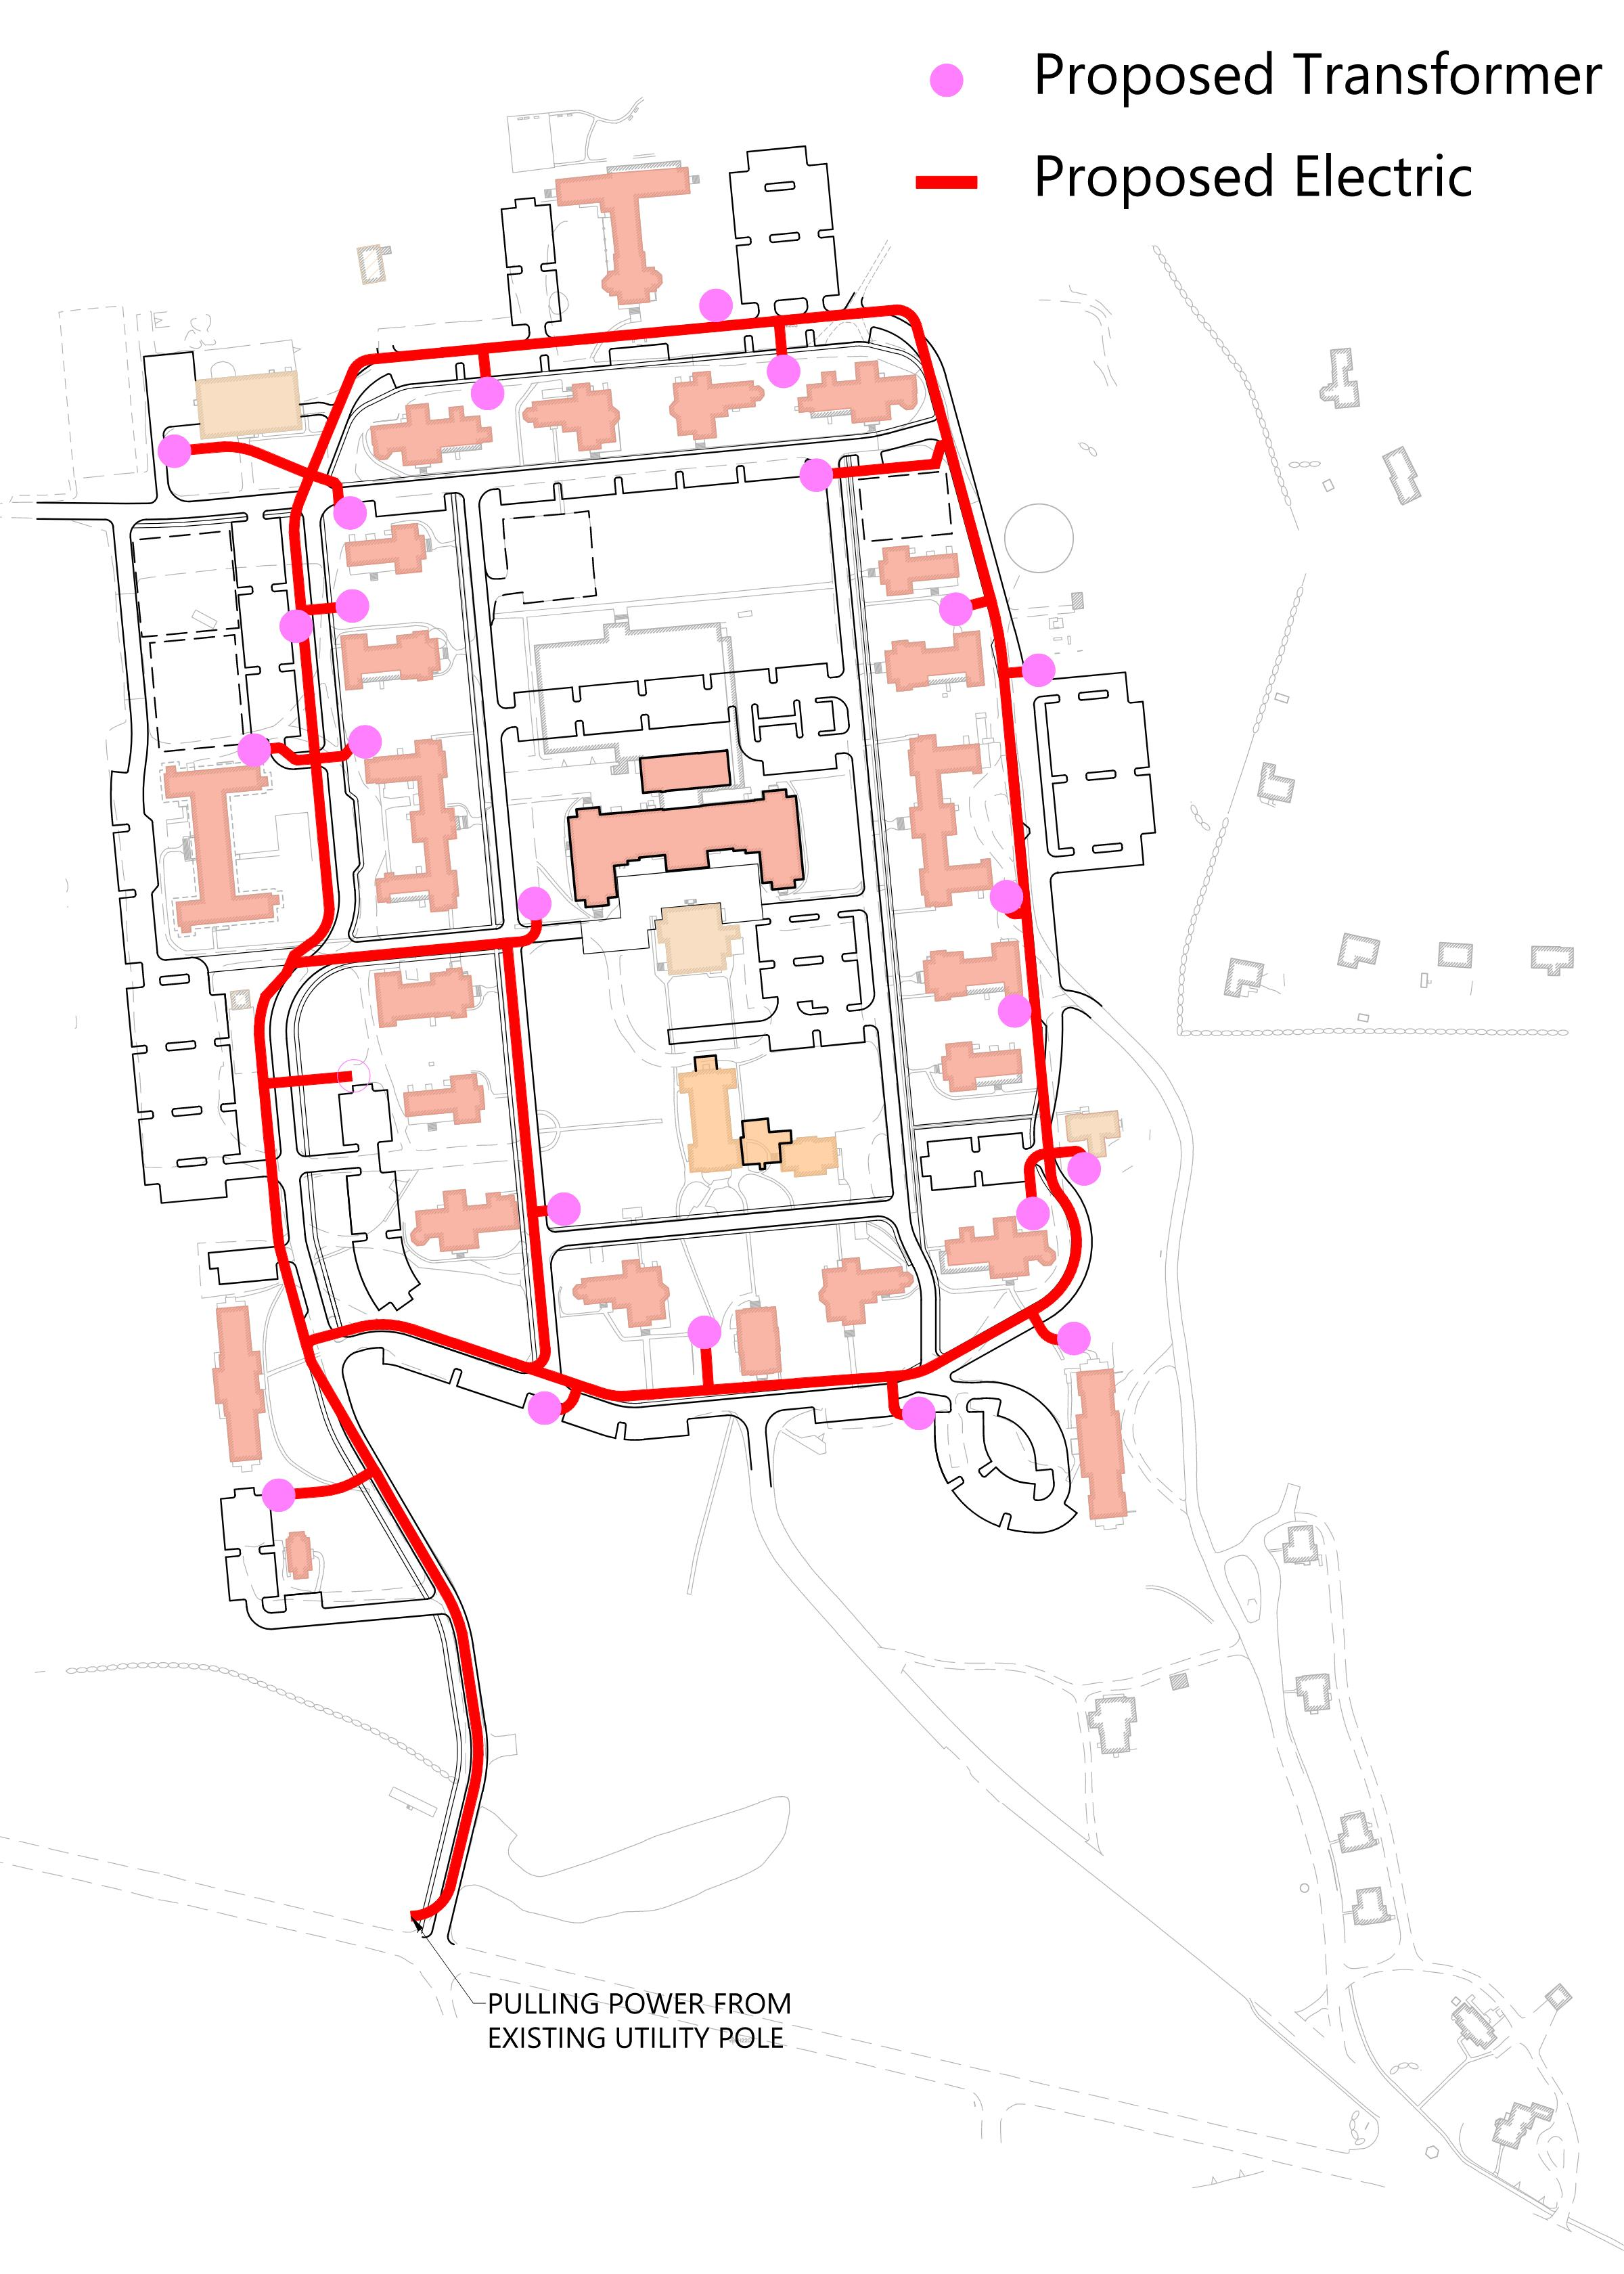 Proposed Transformer
Proposed Electric
PULLING POWER FROM
EXISTING UTILITY POLE